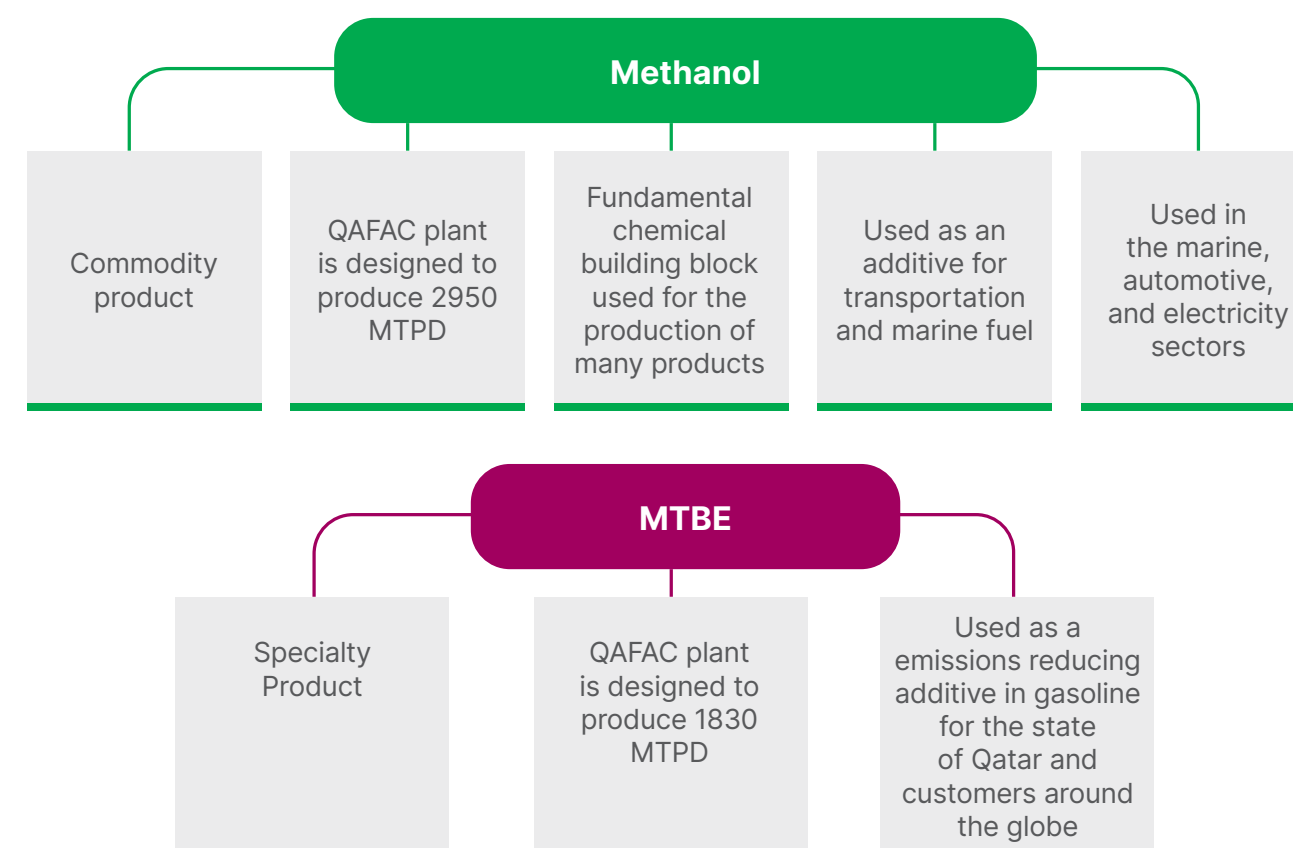 Methanol
Commodity
product
QAFAC plant
is designed to
produce 2950
MTPD
Fundamental
chemical
building block
used for the
production of
many products
Used as an
additive for
transportation
and marine fuel
Used in
the marine,
automotive,
and electricity
sectors
MTBE
Specialty
Product
QAFAC plant
is designed to
produce 1830
MTPD
Used as a
emissions reducing
additive in gasoline
for the state
of Qatar and
customers around
the globe